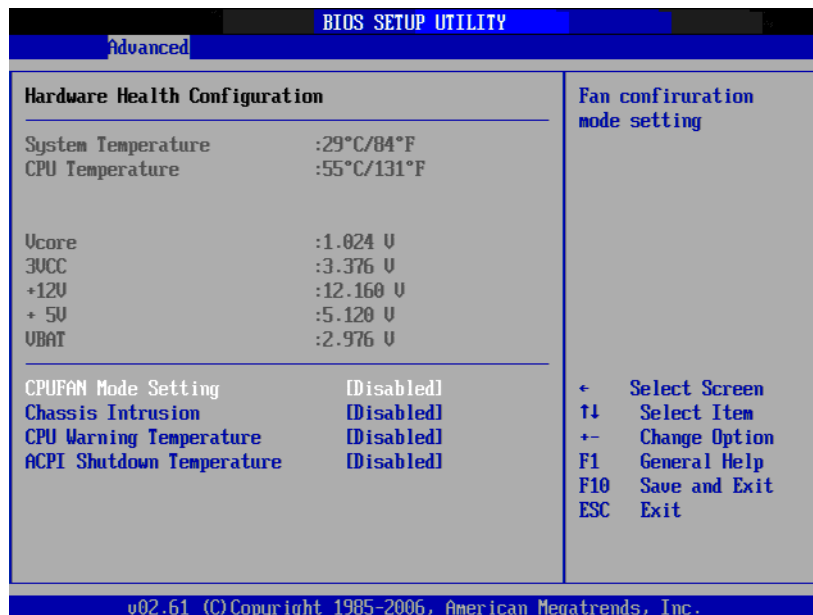 BIOS SETUP UTILITY
Advanced
Hardware Health Configuration
System Temperature :29°C/84°F
CPU Temperature :55°C/131°F
Vcore :1.024 V
3VCC :3.376 V
+12V :12.160 V
+ 5V :5.120 V
VBAT :2.976 V
CPUFAN Mode Setting [Disabled]
Chassis Intrusion [Disabled]
CPU Warning Temperature [Disabled]
ACPI Shutdown Temperature [Disabled]
Fan confiruration
mode setting
← Select Screen
↑↓ Select Item
+- Change Option
F1 General Help
F10 Save and Exit
ESC Exit
v02.61 (C)Copyright 1985-2006, American Megatrends, Inc.